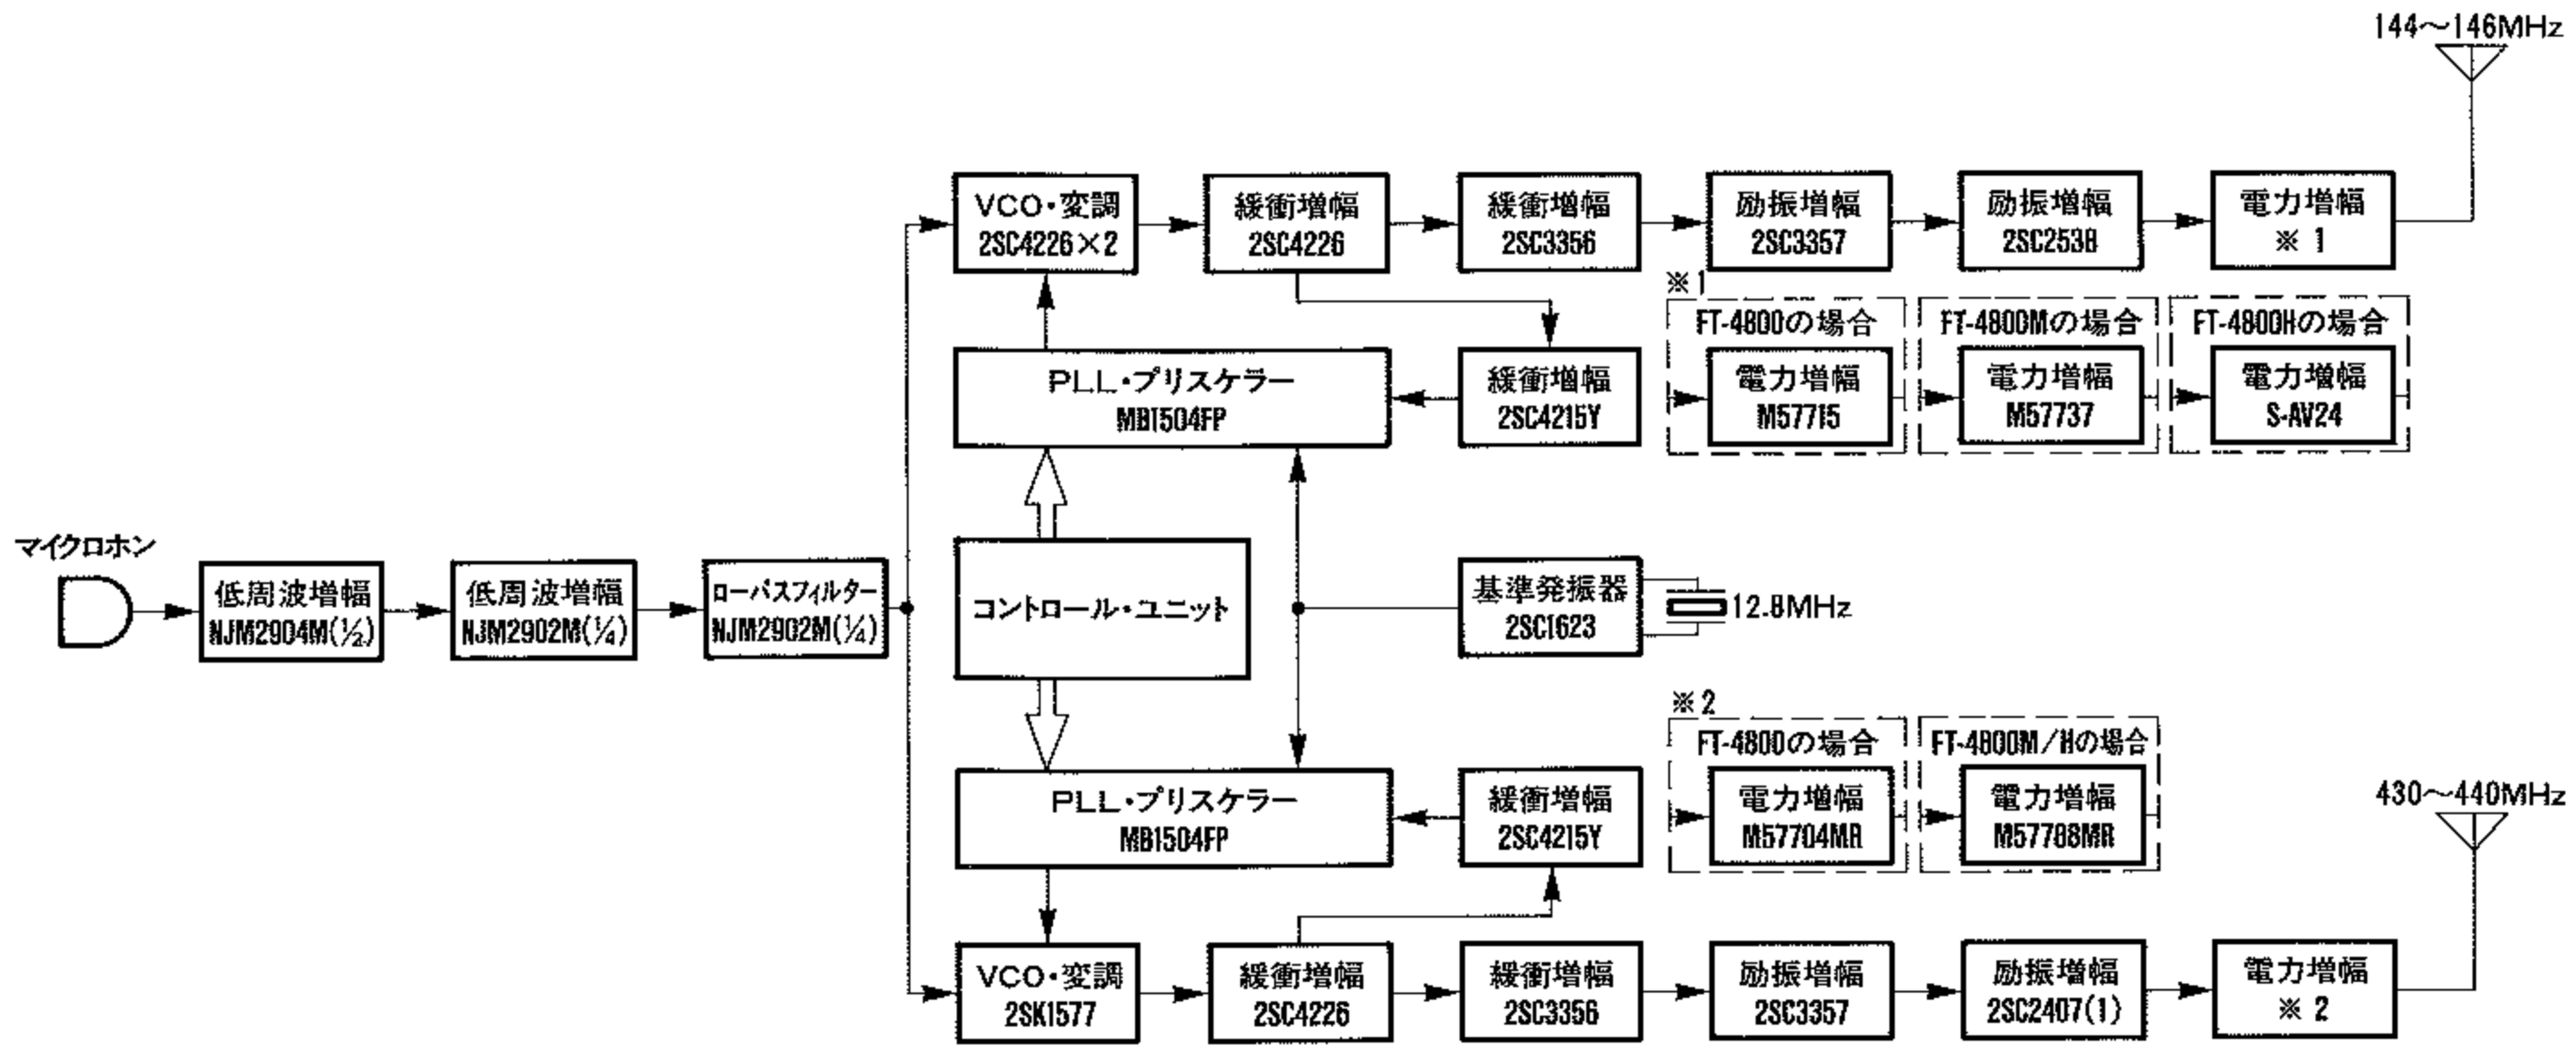 144～146MHz
VCO・変調
2SC4226×2
緩衝増幅
2SC4226
緩衝増幅
2SC3356
励振増幅
2SC3357
励振増幅
2SC2538
電力増幅
※1
※1
FT-4800の場合
電力増幅
M57715
FT-4800Mの場合
電力増幅
M57737
FT-4800Hの場合
電力増幅
S-AV24
PLL・プリスケラー
MB1504FP
緩衝増幅
2SC4215Y
マイクロホン
低周波増幅
NJM2904M(½)
低周波増幅
NJM2902M(¼)
ローパスフィルター
NJM2902M(¼)
コントロール・ユニット
基準発振器
2SC1623
12.8MHz
※2
FT-4800の場合
電力増幅
M57704MR
FT-4800M/Hの場合
電力増幅
M57788MR
PLL・プリスケラー
MB1504FP
緩衝増幅
2SC4215Y
430～440MHz
VCO・変調
2SK1577
緩衝増幅
2SC4226
緩衝増幅
2SC3356
励振増幅
2SC3357
励振増幅
2SC2407(1)
電力増幅
※2